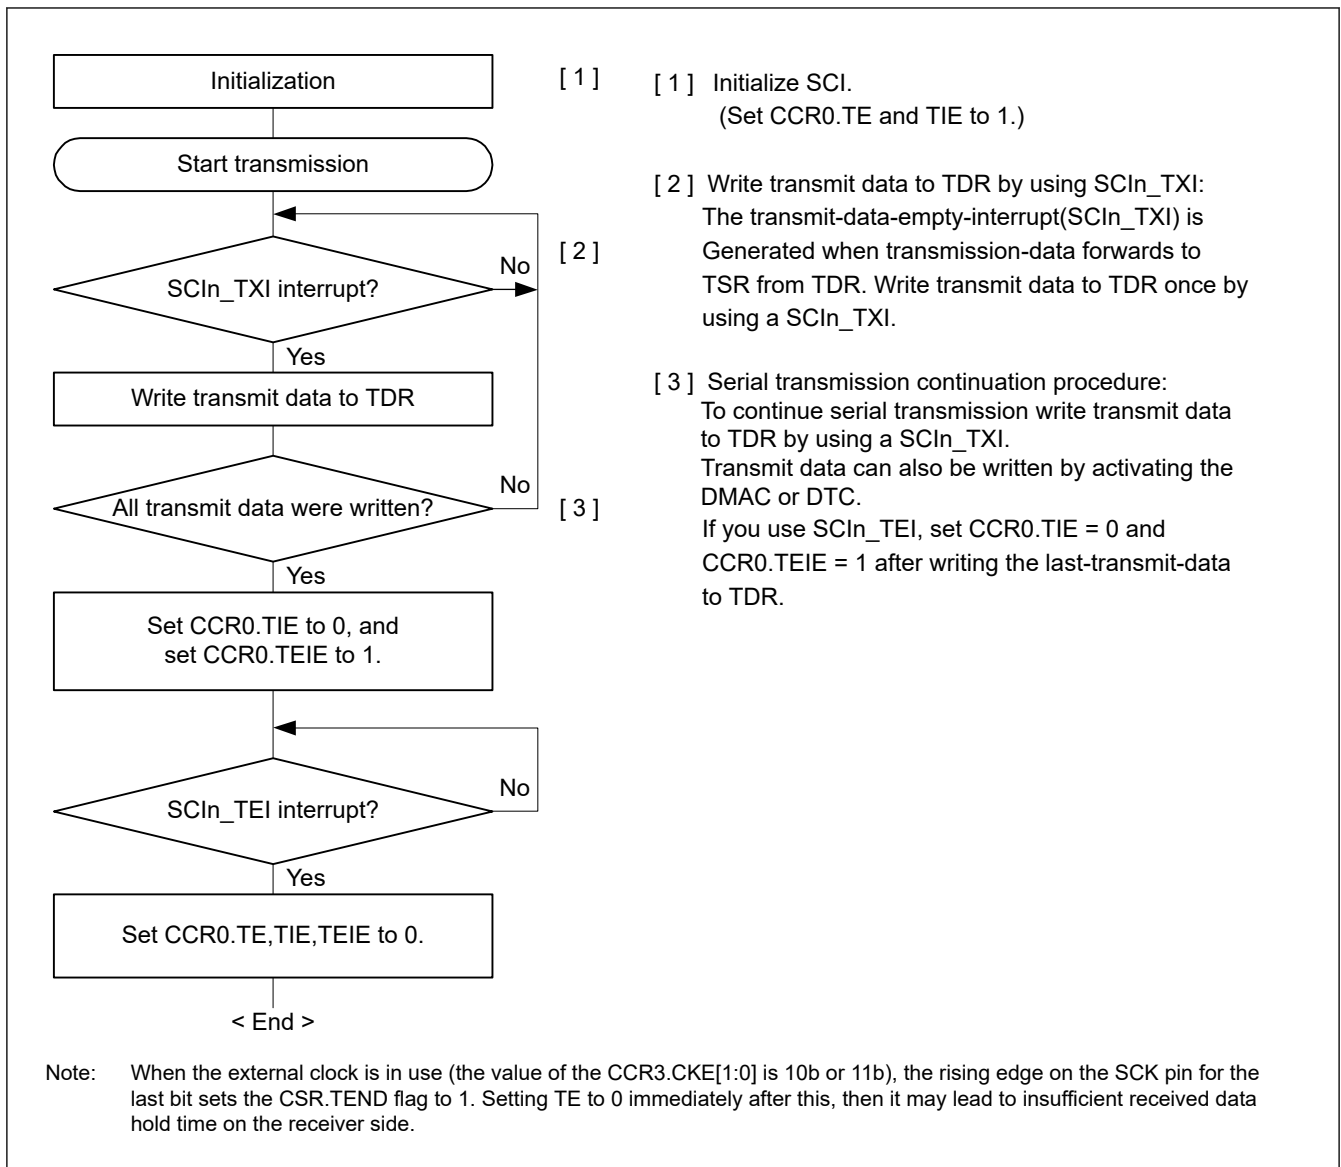 Initialization
[ 1 ]
Start transmission
[ 2 ]
SCIn_TXI interrupt?
No
Yes
Write transmit data to TDR
All transmit data were written?
No
[ 3 ]
Yes
Set CCR0.TIE to 0, and
set CCR0.TEIE to 1.
SCIn_TEI interrupt?
No
Yes
Set CCR0.TE,TIE,TEIE to 0.
< End >
[ 1 ] Initialize SCI.
(Set CCR0.TE and TIE to 1.)
[ 2 ] Write transmit data to TDR by using SCIn_TXI:
The transmit-data-empty-interrupt(SCIn_TXI) is
Generated when transmission-data forwards to
TSR from TDR. Write transmit data to TDR once by
using a SCIn_TXI.
[ 3 ] Serial transmission continuation procedure:
To continue serial transmission write transmit data
to TDR by using a SCIn_TXI.
Transmit data can also be written by activating the
DMAC or DTC.
If you use SCIn_TEI, set CCR0.TIE = 0 and
CCR0.TEIE = 1 after writing the last-transmit-data
to TDR.
Note: When the external clock is in use (the value of the CCR3.CKE[1:0] is 10b or 11b), the rising edge on the SCK pin for the
last bit sets the CSR.TEND flag to 1. Setting TE to 0 immediately after this, then it may lead to insufficient received data
hold time on the receiver side.